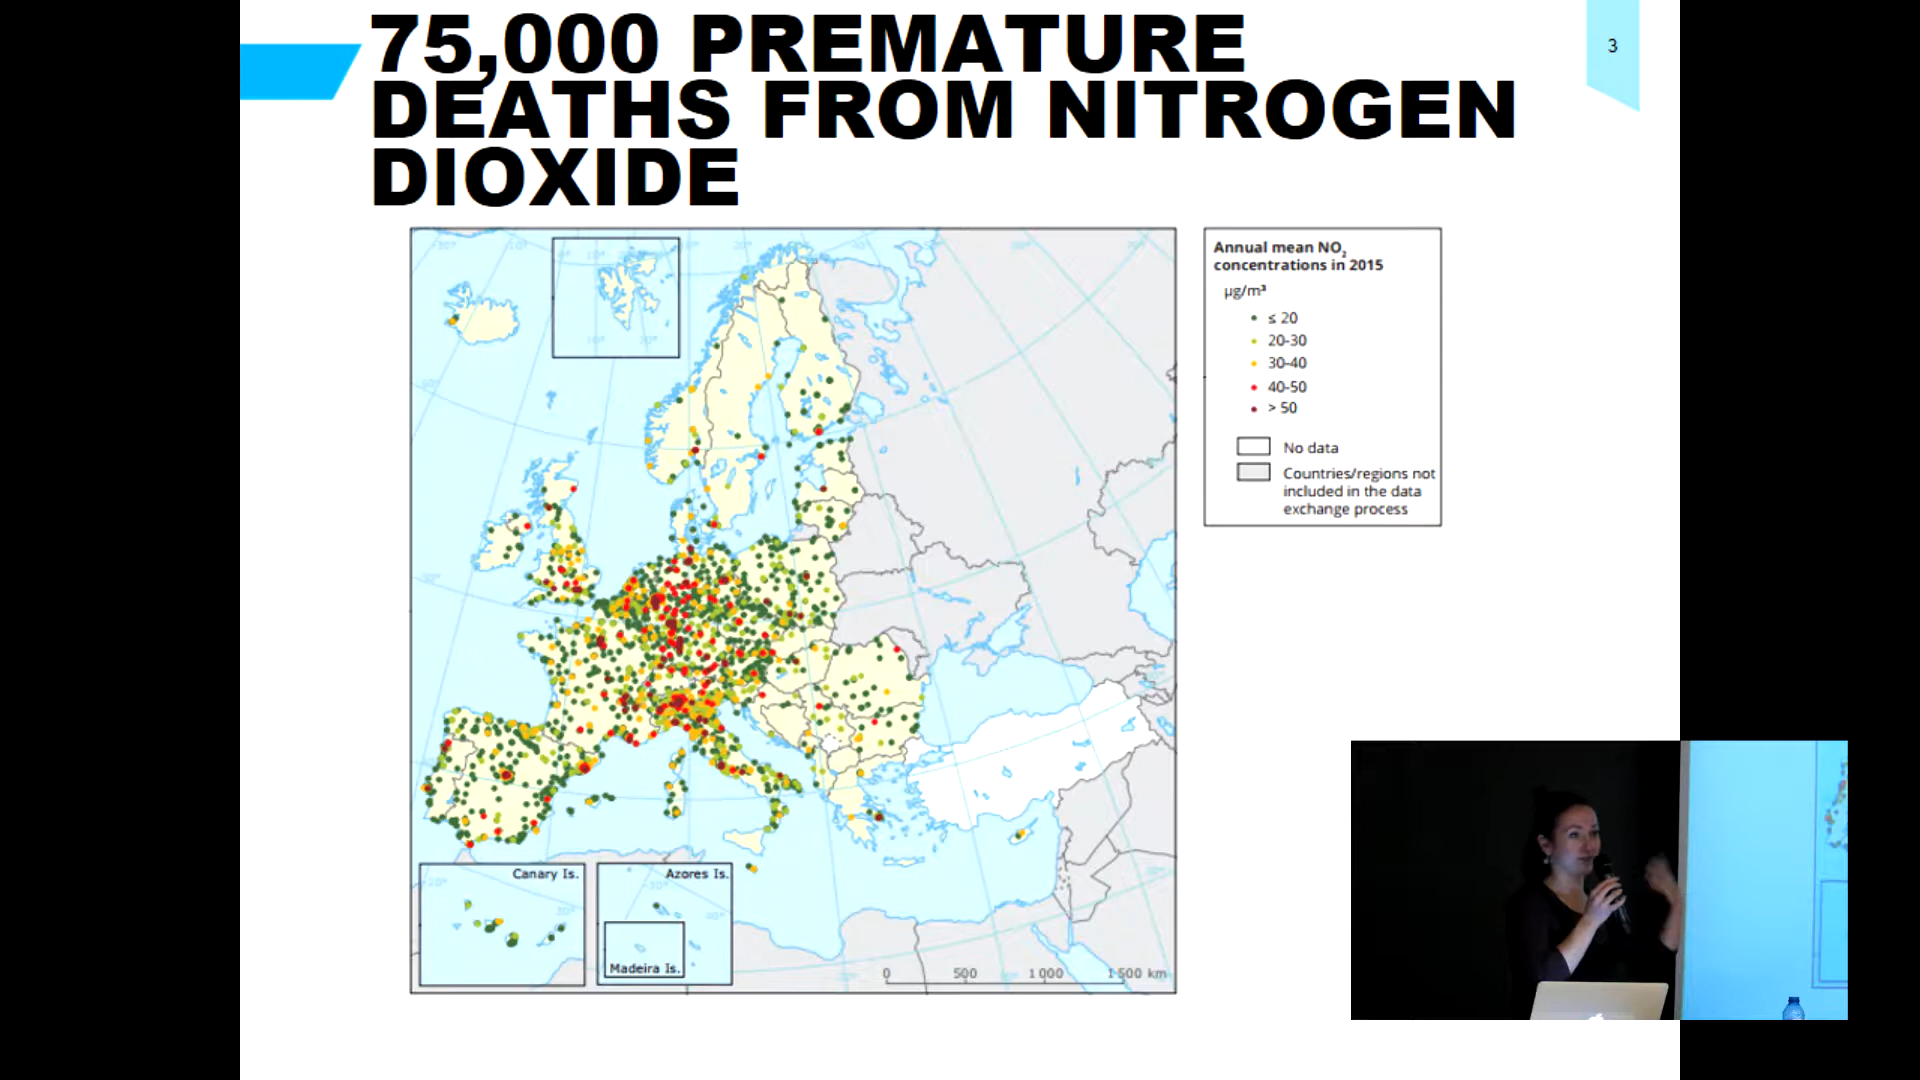 75,000 PREMATURE
DEATHS FROM NITROGEN
DIOXIDE
3
Annual mean NO₂
concentrations in 2015
µg/m³
≤ 20
20-30
30-40
40-50
> 50
No data
Countries/regions not
included in the data
exchange process
Canary Is.
Azores Is.
Madeira Is.
0 500 1 000 1 500 km